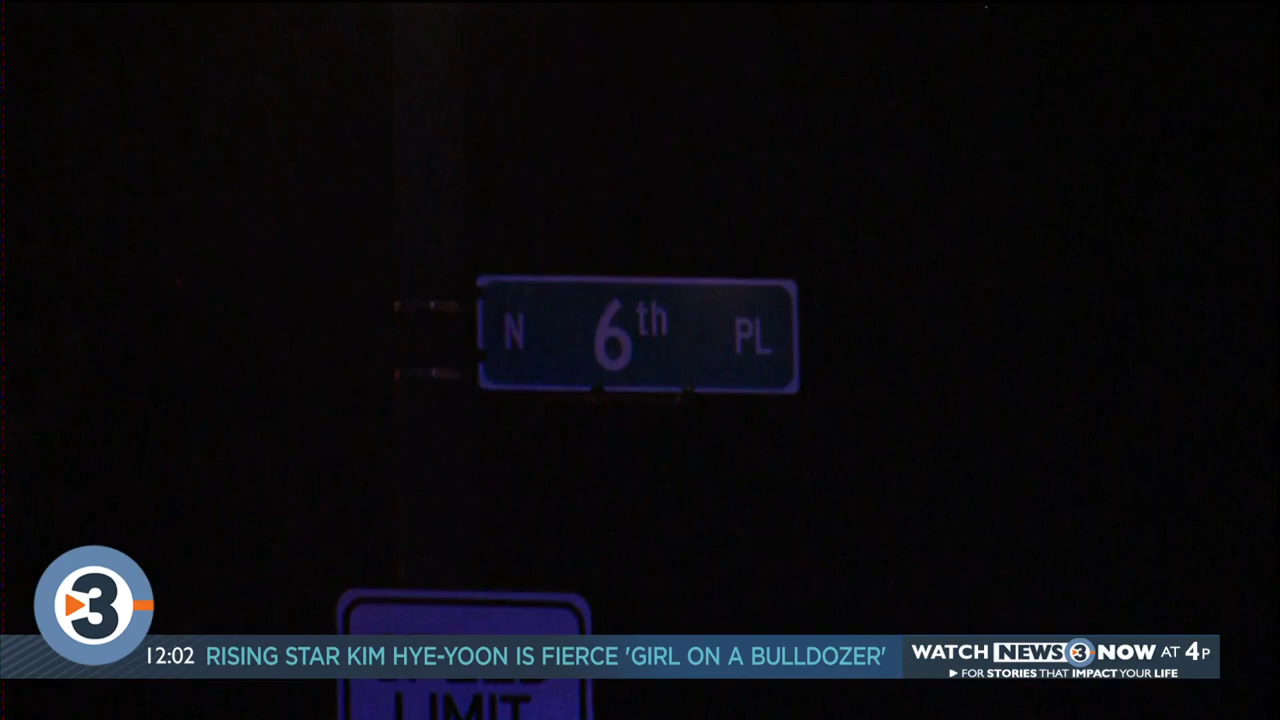 N 6th PL
3
12:02 RISING STAR KIM HYE-YOON IS FIERCE 'GIRL ON A BULLDOZER'
WATCH NEWS 3 NOW AT 4P
▶ FOR STORIES THAT IMPACT YOUR LIFE
LIMIT